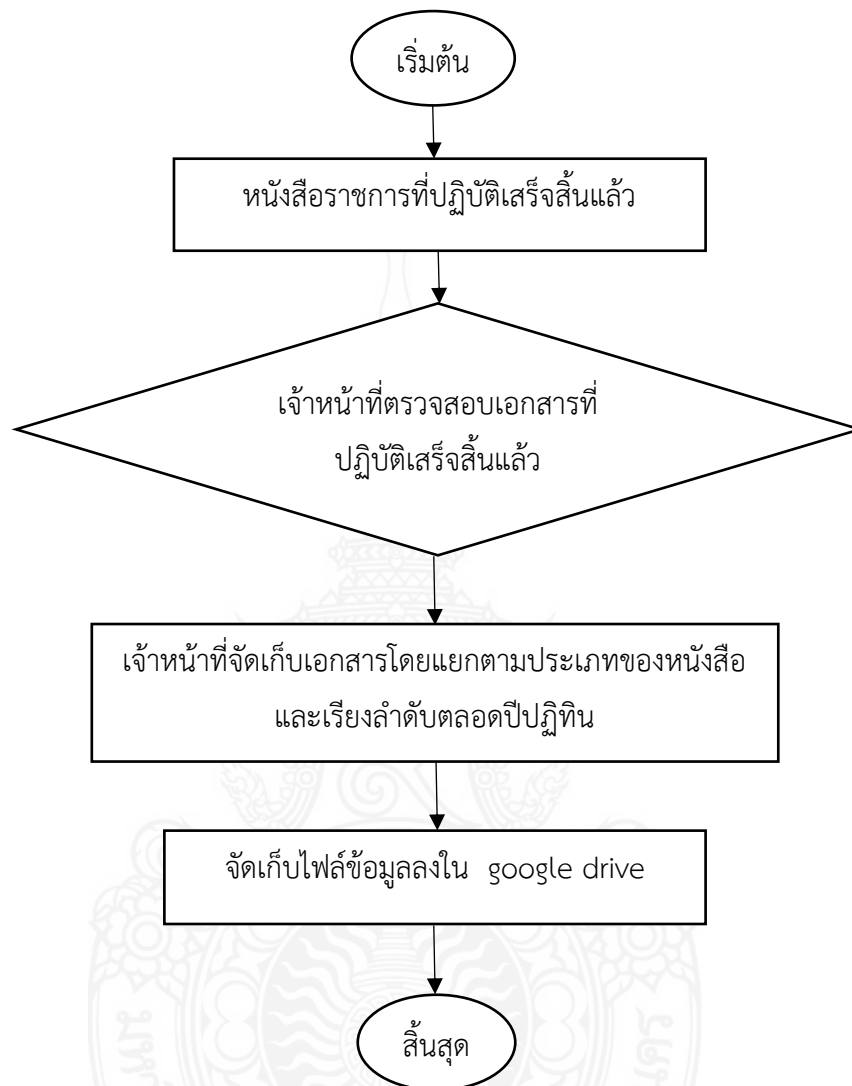 เริ่มต้น
หนังสือราชการที่ปฏิบัติเสร็จสิ้นแล้ว
เจ้าหน้าที่ตรวจสอบเอกสารที่
ปฏิบัติเสร็จสิ้นแล้ว
เจ้าหน้าที่จัดเก็บเอกสารโดยแยกตามประเภทของหนังสือ
และเรียงลำดับตลอดปีปฏิทิน
จัดเก็บไฟล์ข้อมูลลงใน google drive
สิ้นสุด